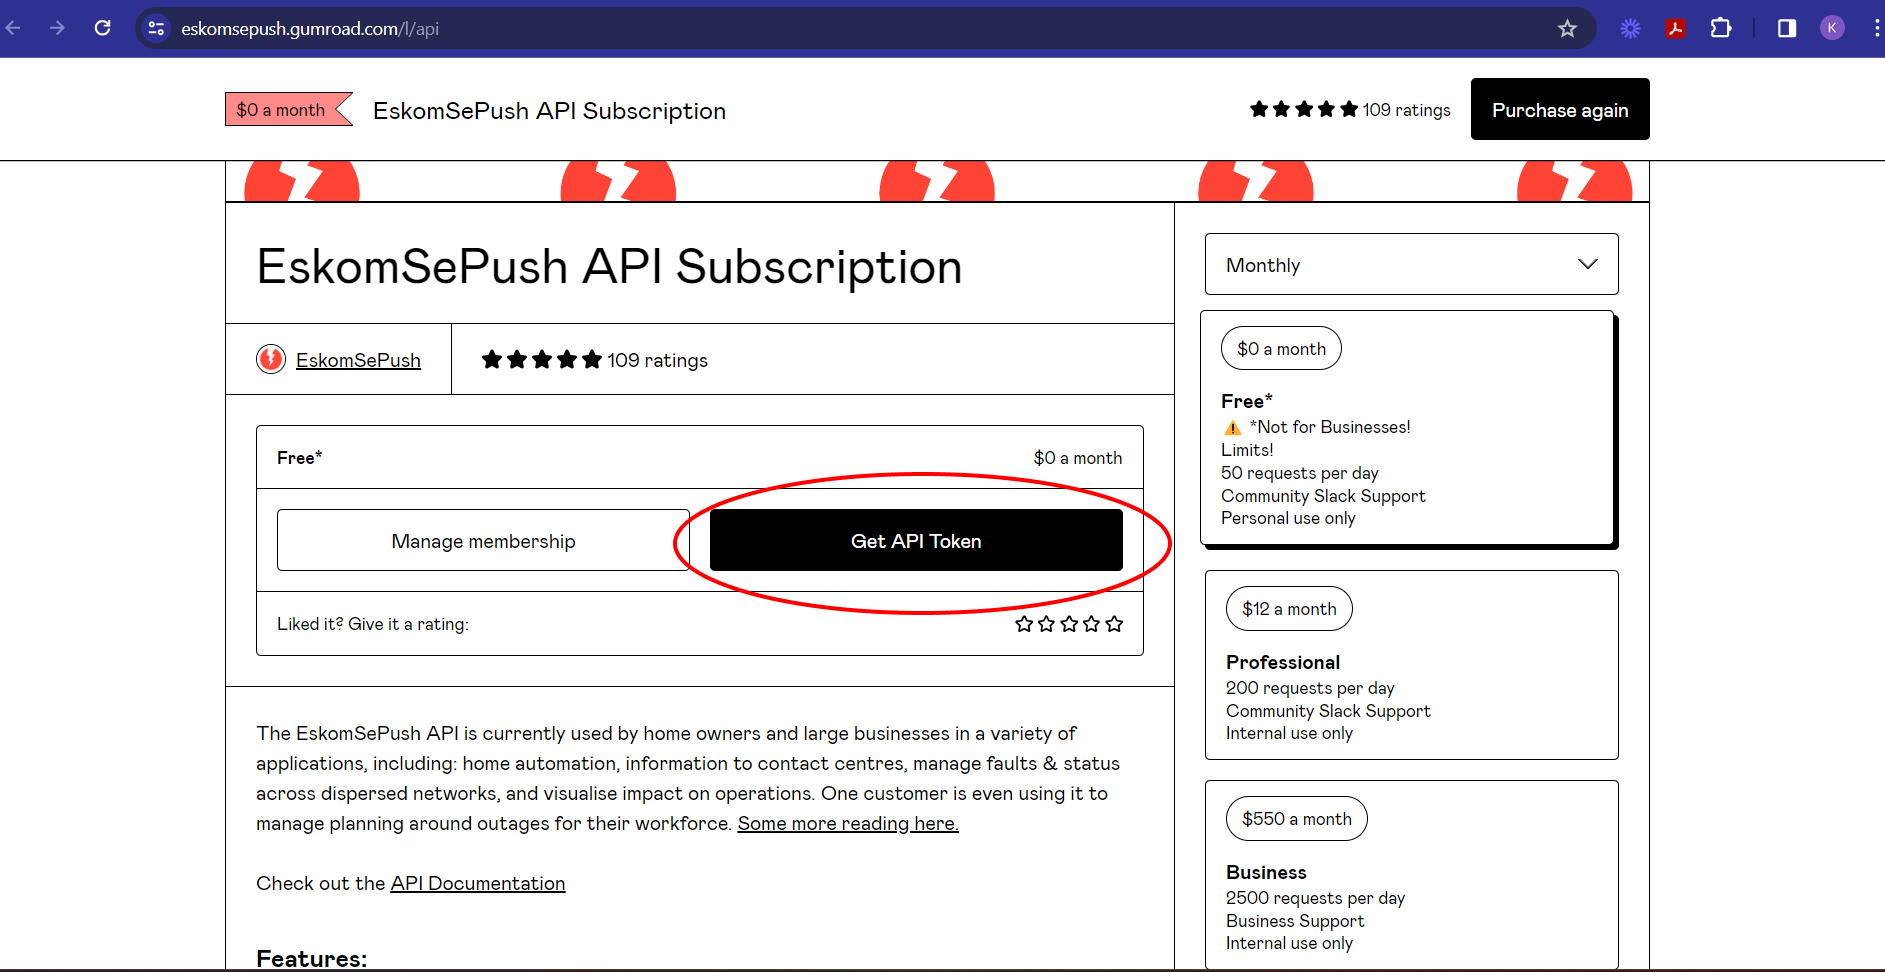 eskomsepush.gumroad.com/l/api
K
$0 a month
EskomSePush API Subscription
109 ratings
Purchase again
EskomSePush API Subscription
EskomSePush
109 ratings
Free*
$0 a month
Manage membership
Get API Token
Liked it? Give it a rating:
The EskomSePush API is currently used by home owners and large businesses in a variety of
applications, including: home automation, information to contact centres, manage faults & status
across dispersed networks, and visualise impact on operations. One customer is even using it to
manage planning around outages for their workforce. Some more reading here.
Check out the API Documentation
Features:
Monthly
$0 a month
Free*
⚠️ *Not for Businesses!
Limits!
50 requests per day
Community Slack Support
Personal use only
$12 a month
Professional
200 requests per day
Community Slack Support
Internal use only
$550 a month
Business
2500 requests per day
Business Support
Internal use only